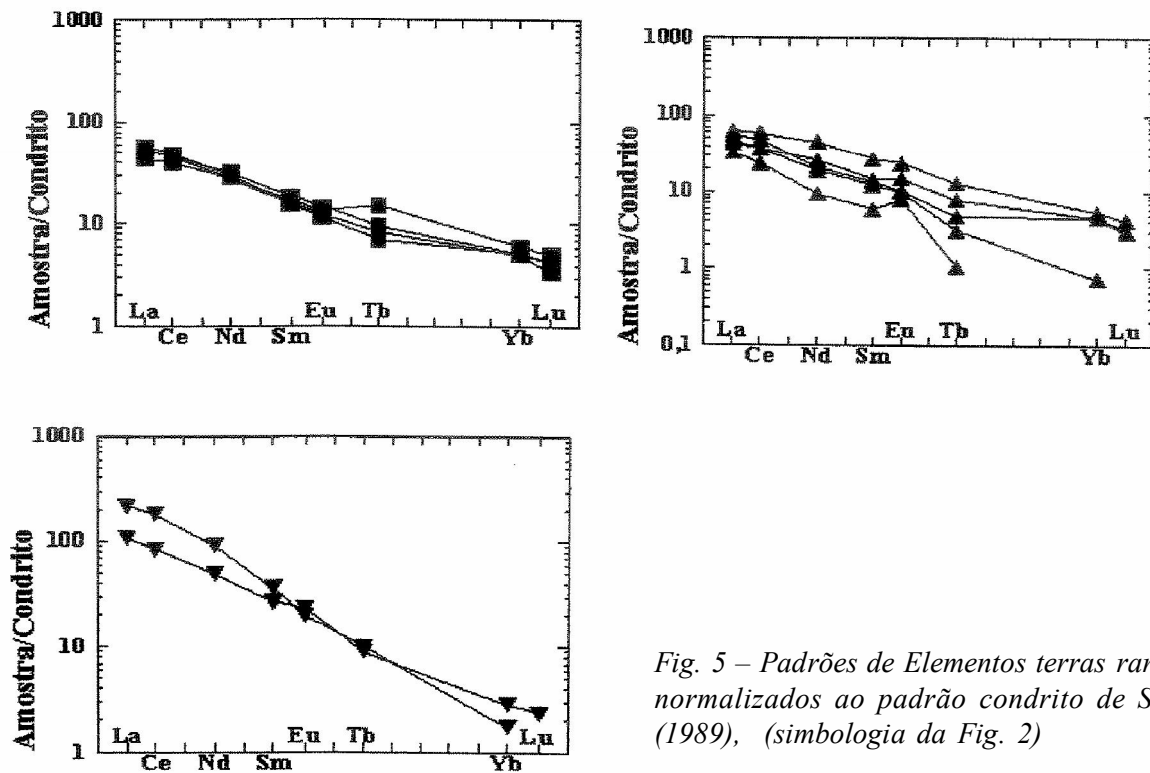 1000
100
10
1
Amostra/Condrito
La Eu Tb Lu
Ce Nd Sm Yb
1000
100
10
1
0,1
Amostra/Condrito
La Eu Tb Lu
Ce Nd Sm Yb
1000
100
10
1
Amostra/Condrito
La Eu Tb Lu
Ce Nd Sm Yb
Fig. 5 – Padrões de Elementos terras
normalizados ao padrão condrito de
(1989), (simbologia da Fig. 2)